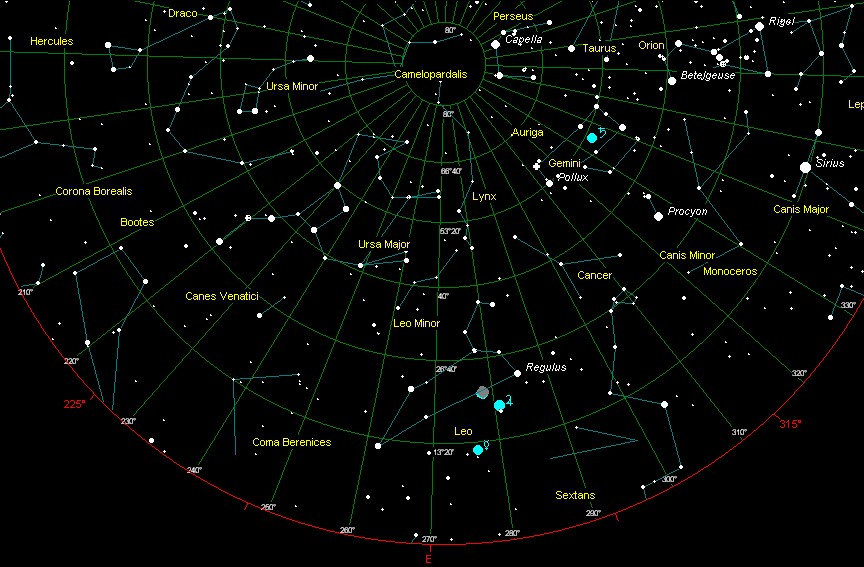 Perseus
Draco
80°
Rigel
Hercules
Capella
Taurus
Orion
Camelopardalis
Betelgeuse
Ursa Minor
Lep
80°
Auriga
Gemini
Sirius
66°40'
Pollux
Corona Borealis
Lynx
Procyon
Canis Major
Bootes
53°20'
Ursa Major
Canis Minor
Monoceros
Cancer
210°
Canes Venatici
40°
330°
Leo Minor
220°
26°40'
Regulus
320°
225°
♃
230°
315°
Leo
310°
Coma Berenices
♀
13°20'
240°
300°
Sextans
250°
290°
260°
270°
280°
E